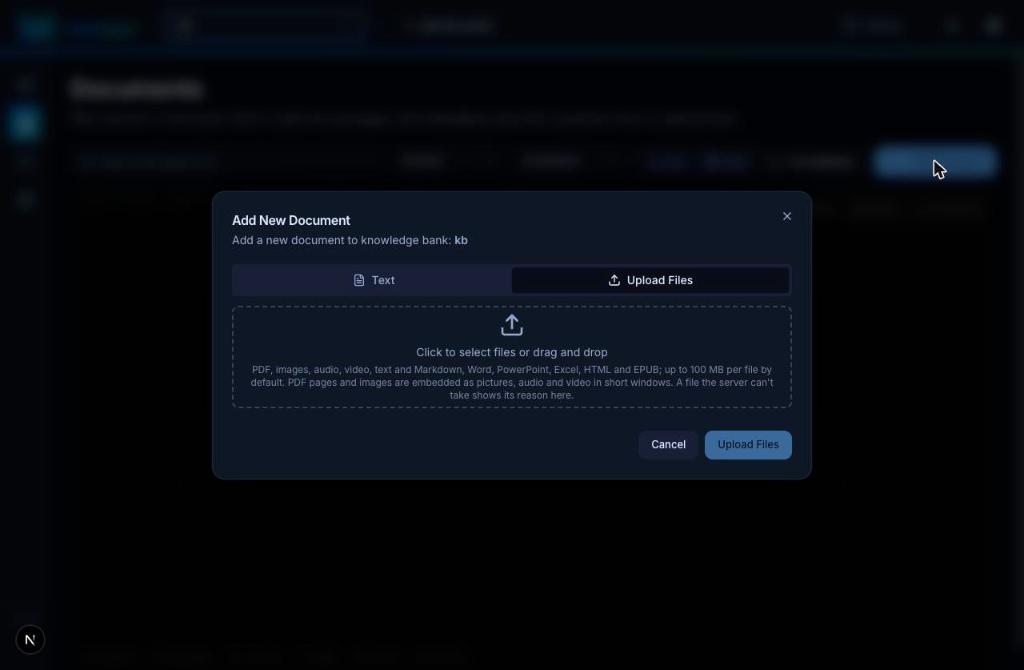 Documents
Add New Document
Add a new document to knowledge bank: kb
Text
Upload Files
Click to select files or drag and drop
PDF, images, audio, video, text and Markdown, Word, PowerPoint, Excel, HTML and EPUB; up to 100 MB per file by
default. PDF pages and images are embedded as pictures, audio and video in short windows. A file the server can't
take shows its reason here.
Cancel
Upload Files
N